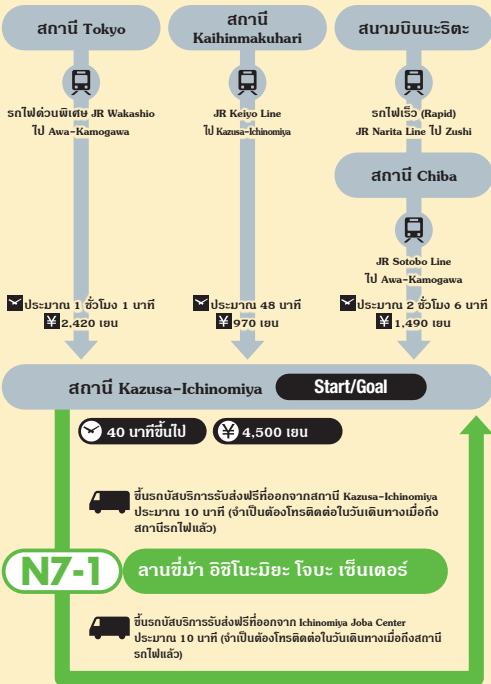 สถานี Tokyo
รถไฟด่วนพิเศษ JR Wakashio
ไป Awa-Kamogawa
ประมาณ 1 ชั่วโมง 1 นาที
¥ 2,420 เยน
สถานี
Kaihinmakuhari
JR Keiyo Line
ไป Kazusa-Ichinomiya
ประมาณ 48 นาที
¥ 970 เยน
สนามบินนะริตะ
รถไฟเร็ว (Rapid)
JR Narita Line ไป Zushi
สถานี Chiba
JR Sotobo Line
ไป Awa-Kamogawa
ประมาณ 2 ชั่วโมง 6 นาที
¥ 1,490 เยน
สถานี Kazusa-Ichinomiya Start/Goal
40 นาทีขึ้นไป ¥ 4,500 เยน
ขึ้นรถบัสบริการรับส่งฟรีที่ออกจากสถานี Kazusa-Ichinomiya
ประมาณ 10 นาที (จำเป็นต้องโทรติดต่อในวันเดินทางเมื่อถึง
สถานีรถไฟแล้ว)
N7-1 ลานขี่ม้า อิชิโนะมิยะ โจบะ เซ็นเตอร์
ขึ้นรถบัสบริการรับส่งฟรีที่ออกจาก Ichinomiya Joba Center
ประมาณ 10 นาที (จำเป็นต้องโทรติดต่อในวันเดินทางเมื่อถึงสถานี
รถไฟแล้ว)